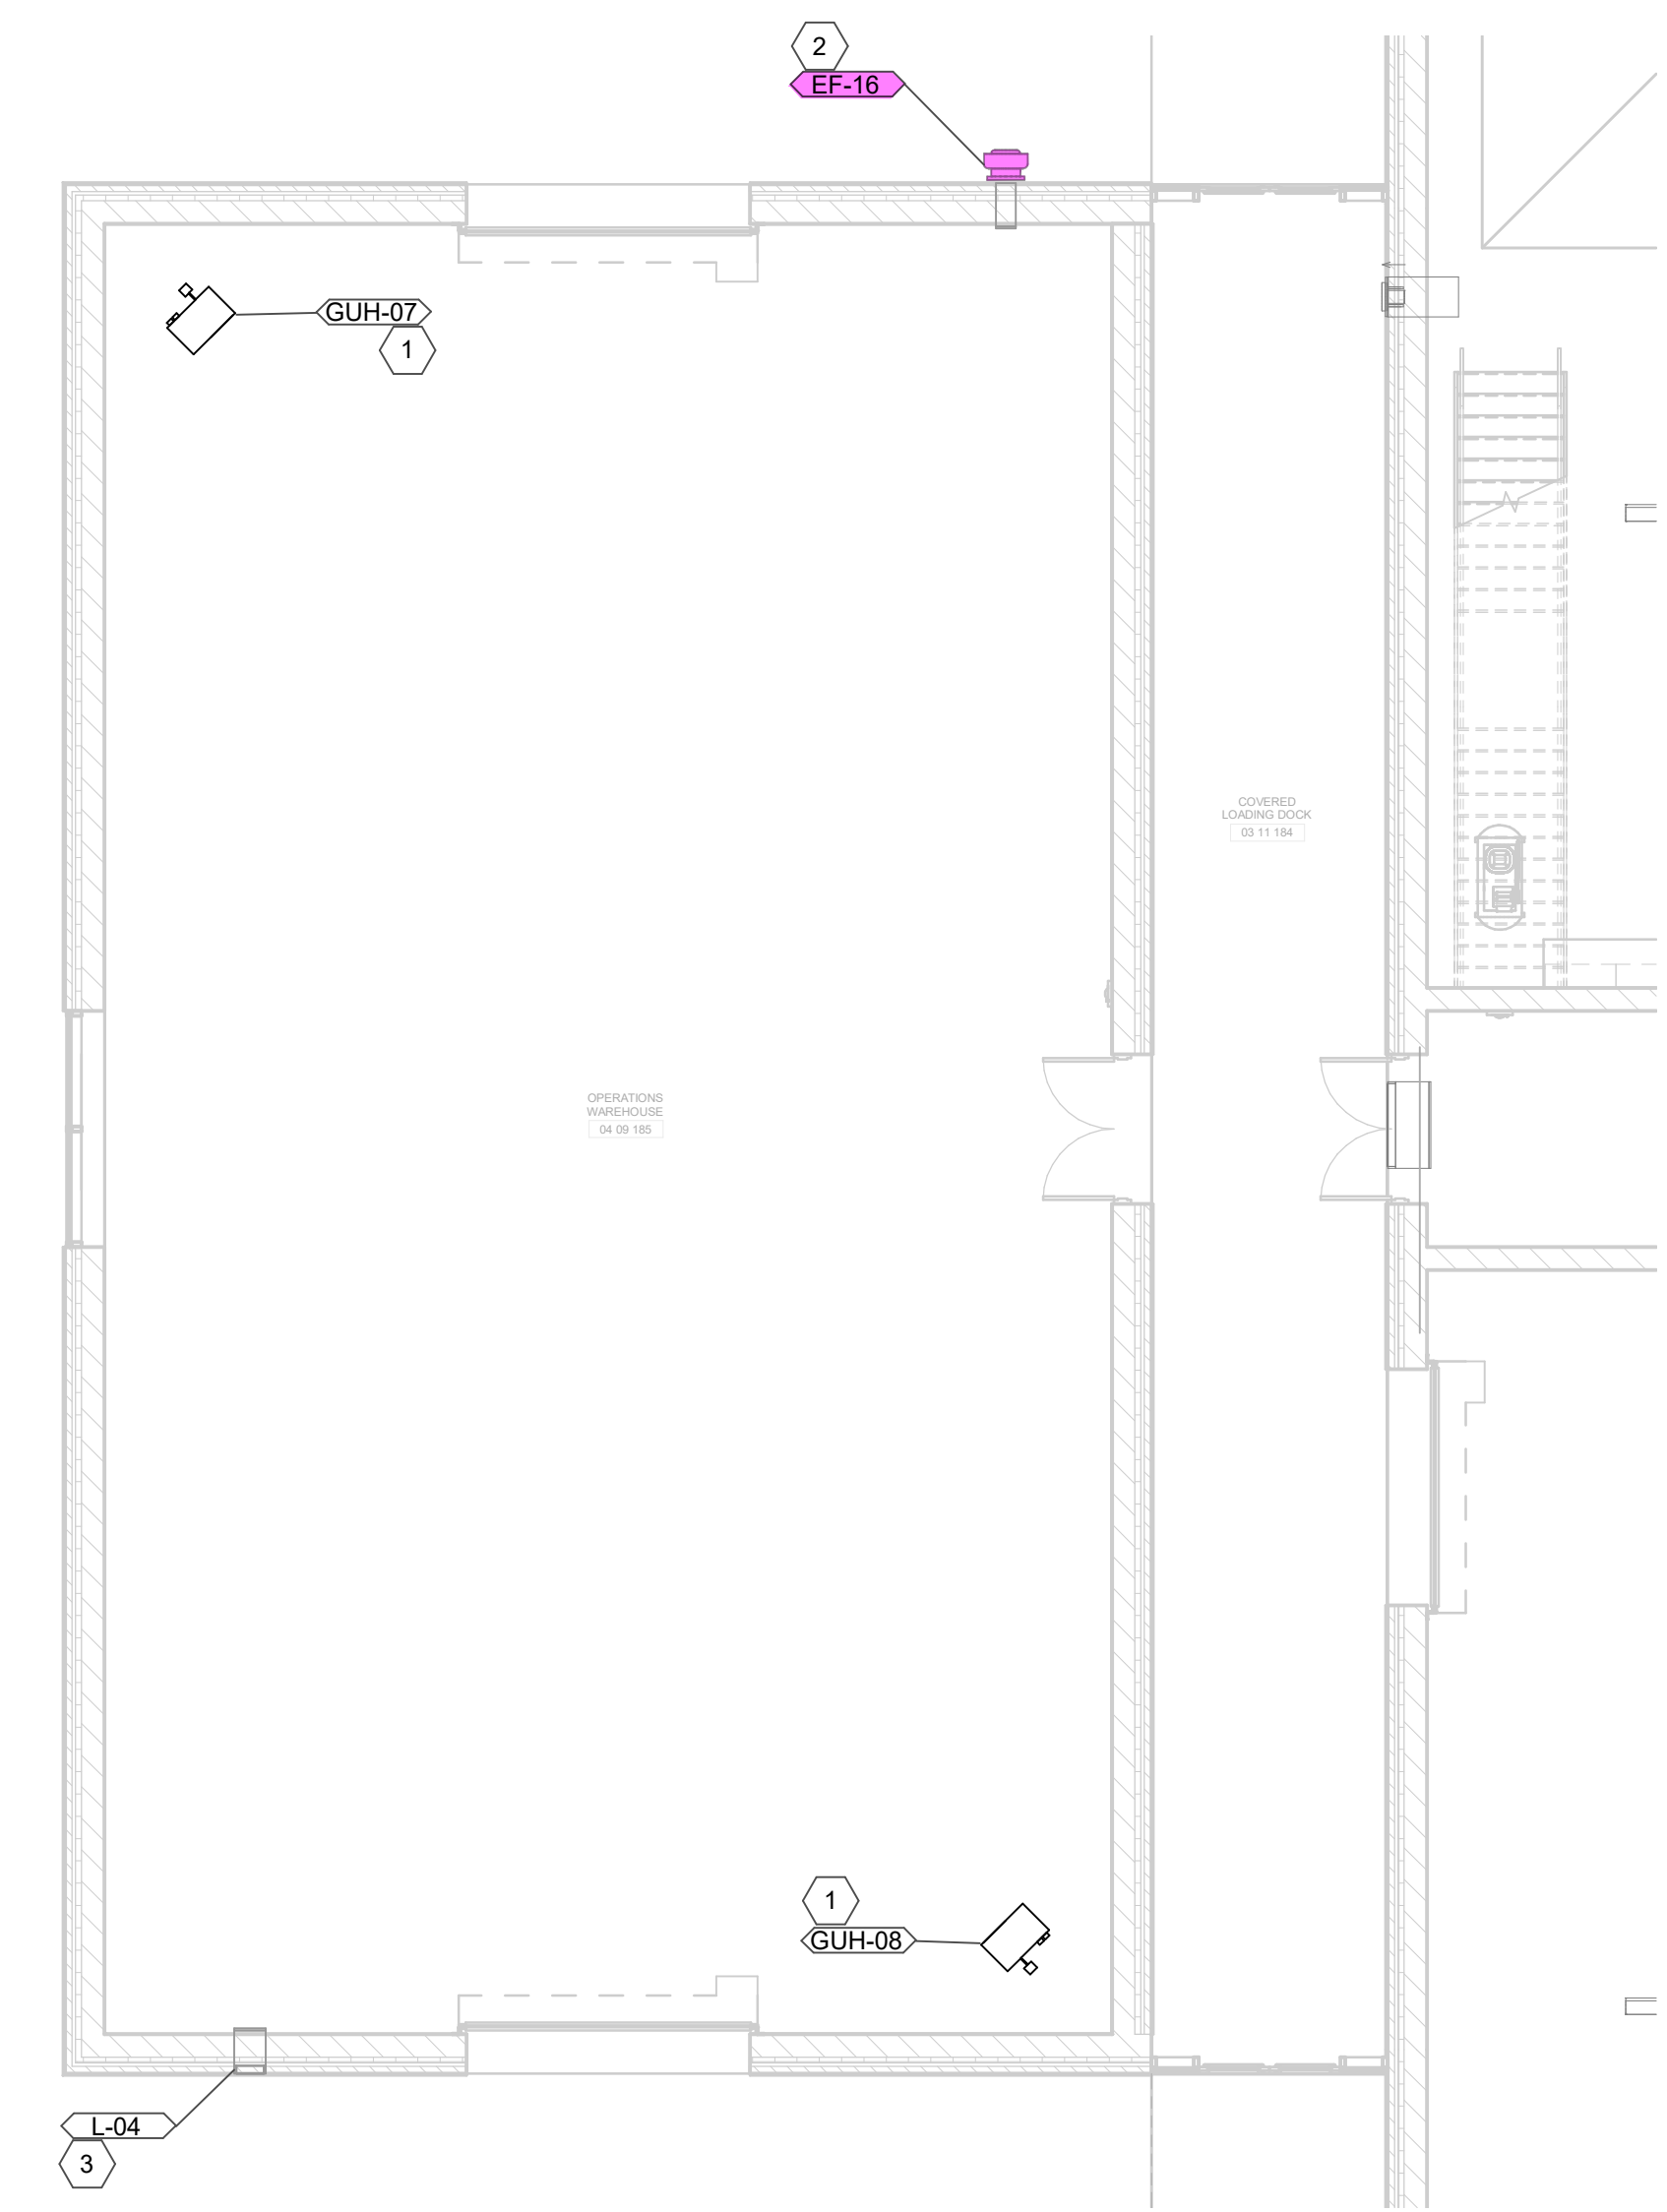 2
EF-16
GUH-07
1
COVERED
LOADING DOCK
03 11 184
OPERATIONS
WAREHOUSE
04 09 185
1
GUH-08
L-04
3